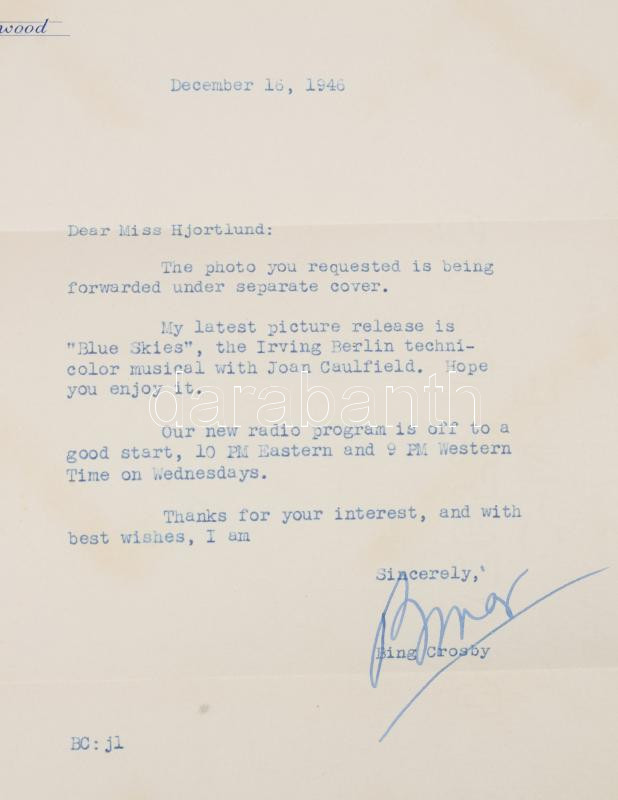 December 16, 1946
Dear Miss Hjortlund:
The photo you requested is being
forwarded under separate cover.
My latest picture release is
"Blue Skies", the Irving Berlin techni-
color musical with Joan Caulfield. Hope
you enjoy it.
darabanth
Our new radio program is off to a
good start, 10 PM Eastern and 9 PM Western
Time on Wednesdays.
Thanks for your interest, and with
best wishes, I am
Sincerely,
Bing
Bing Crosby
BC:jl